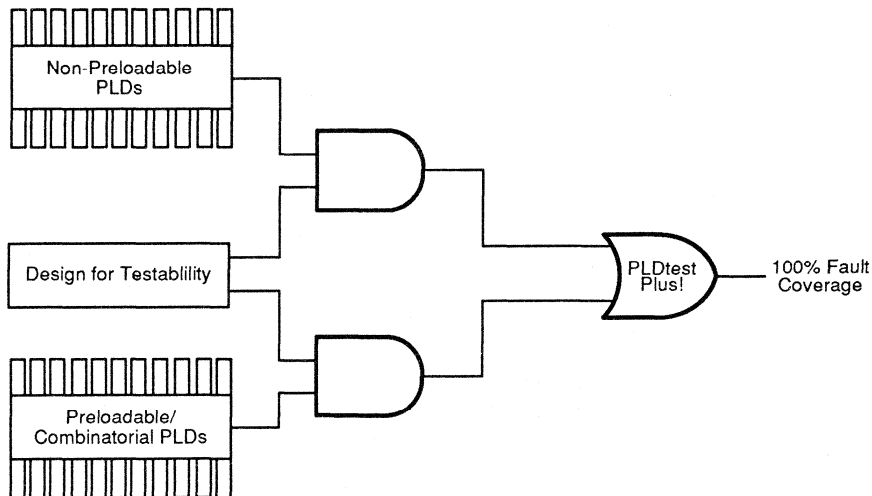 Non-Preloadable
PLDs
Design for Testablility
PLDtest
Plus!
100% Fault
Coverage
Preloadable/
Combinatorial PLDs